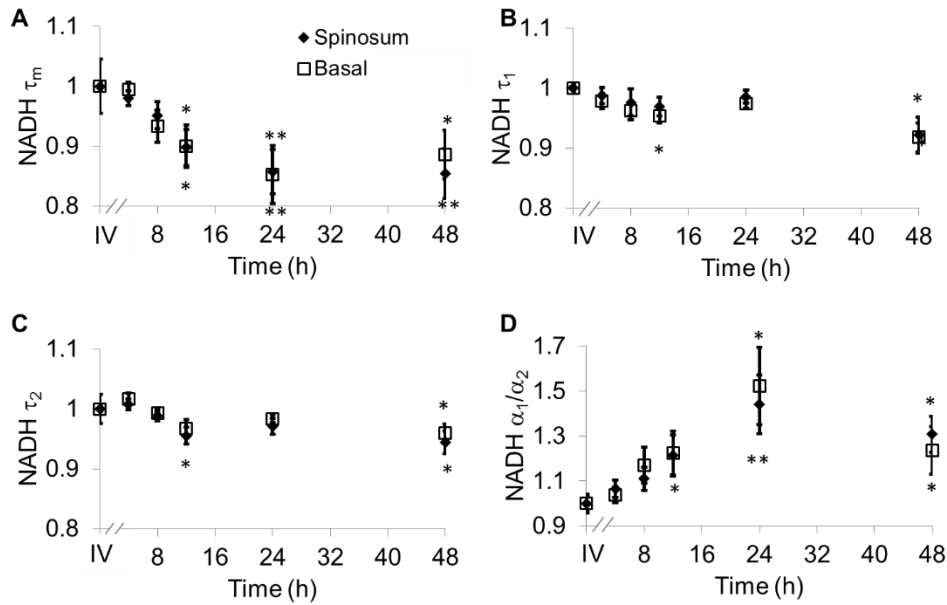 A
NADH τm
1.1
1
0.9
0.8
◆ Spinosum
□ Basal
*
*
**
**
*
**
IV 8 16 24 32 40 48
Time (h)
B
NADH τ1
1.1
1
0.9
0.8
*
*
*
IV 8 16 24 32 40 48
Time (h)
C
NADH τ2
1.1
1
0.9
0.8
*
*
*
IV 8 16 24 32 40 48
Time (h)
D
NADH α1/α2
1.7
1.5
1.3
1.1
0.9
*
*
**
*
*
IV 8 16 24 32 40 48
Time (h)